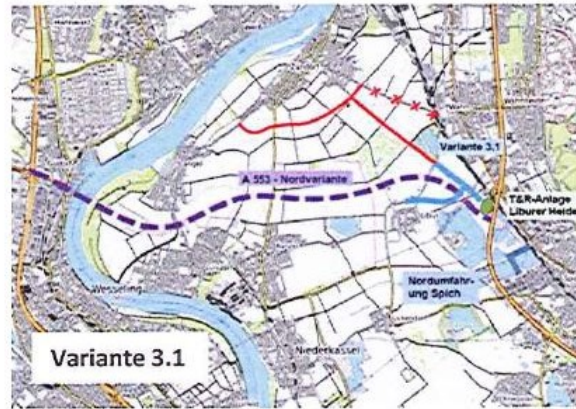 Variante 3.1
A 553 - Nordvariante
T&R-Anlage
Liburer Heide
Wesseling
Nordumfahr-
ung Spich
Niederkassel
Variante 3.1